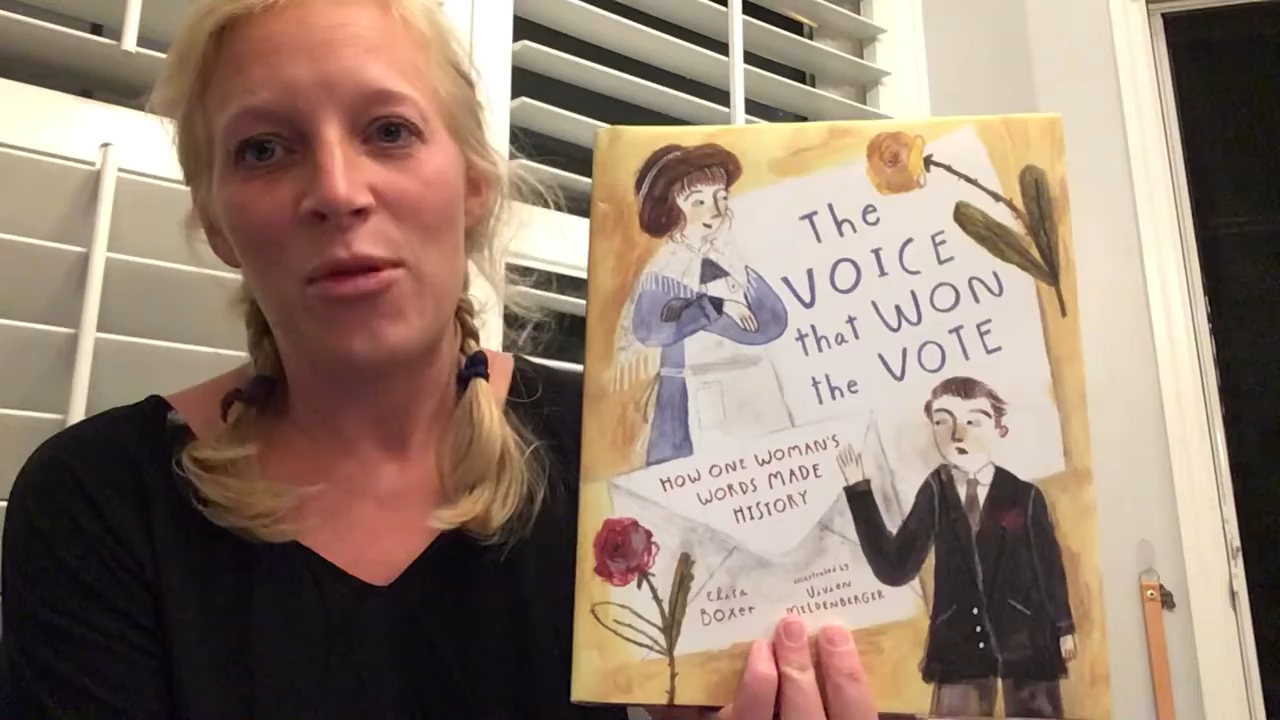 The
VOICE
that WON
the VOTE
HOW ONE WOMAN'S
WORDS MADE
HISTORY
Elisa
BOXER
illustrated by
VIVIEN
MILDENBERGER